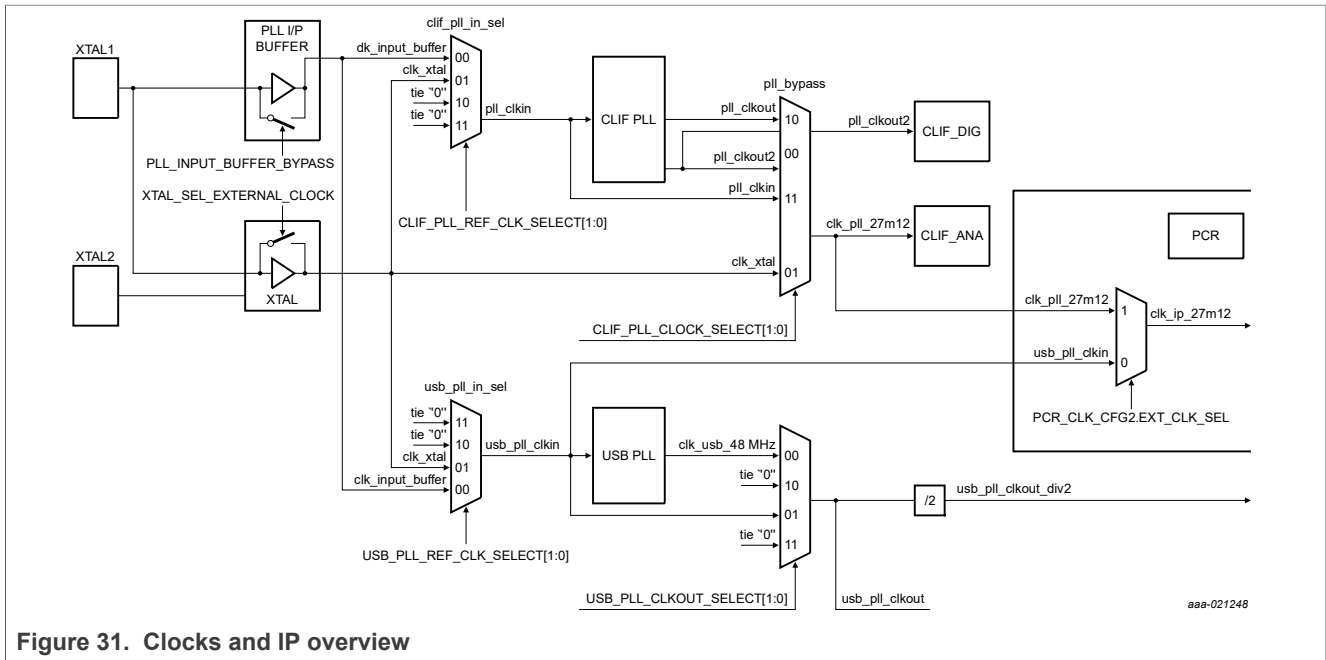 XTAL1
PLL I/P
BUFFER
PLL_INPUT_BUFFER_BYPASS
XTAL_SEL_EXTERNAL_CLOCK
XTAL2
XTAL
clif_pll_in_sel
dk_input_buffer
00
clk_xtal
01
tie ‘'0''
10
tie ‘'0''
11
pll_clkin
CLIF_PLL_REF_CLK_SELECT[1:0]
CLIF PLL
pll_bypass
pll_clkout
10
00
pll_clkout2
pll_clkin
11
clk_xtal
01
CLIF_PLL_CLOCK_SELECT[1:0]
pll_clkout2
CLIF_DIG
clk_pll_27m12
CLIF_ANA
PCR
clk_pll_27m12
1
clk_ip_27m12
usb_pll_clkin
0
PCR_CLK_CFG2.EXT_CLK_SEL
usb_pll_in_sel
tie ‘'0''
11
tie ‘'0''
10
clk_xtal
01
clk_input_buffer
00
usb_pll_clkin
USB_PLL_REF_CLK_SELECT[1:0]
USB PLL
clk_usb_48 MHz
00
tie ‘'0''
10
01
tie ‘'0''
11
USB_PLL_CLKOUT_SELECT[1:0]
/2
usb_pll_clkout_div2
usb_pll_clkout
aaa-021248
Figure 31. Clocks and IP overview